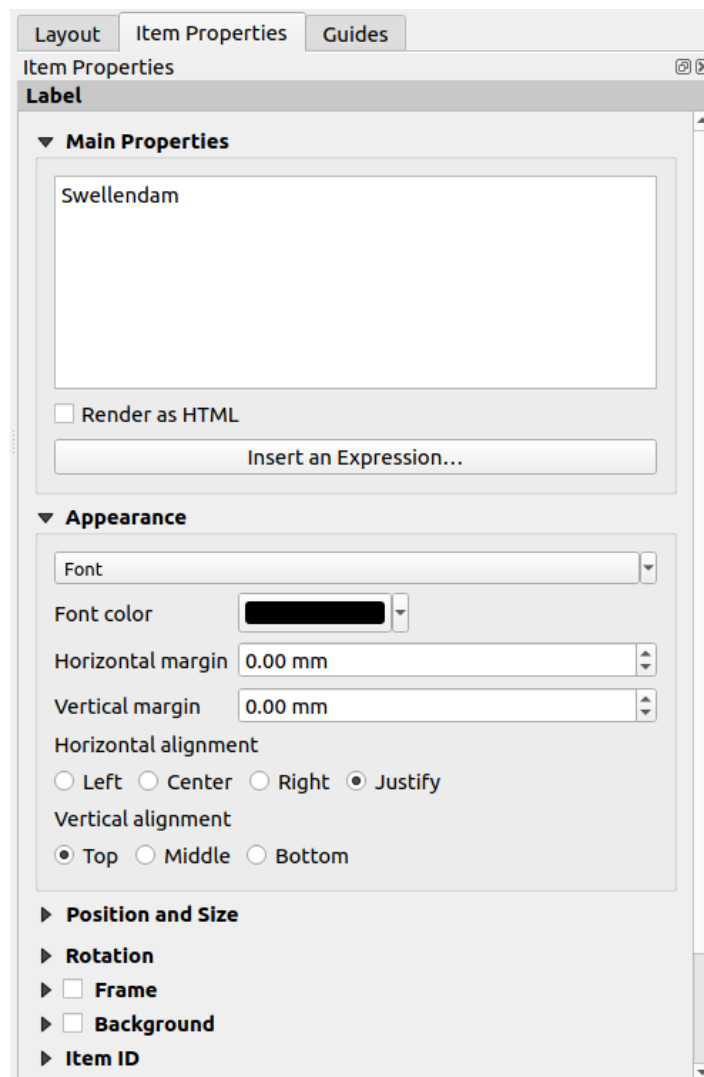 Layout Item Properties Guides
Item Properties
Label
Main Properties
Swellendam
Render as HTML
Insert an Expression...
Appearance
Font
Font color
Horizontal margin 0.00 mm
Vertical margin 0.00 mm
Horizontal alignment
Left Center Right Justify
Vertical alignment
Top Middle Bottom
Position and Size
Rotation
Frame
Background
Item ID